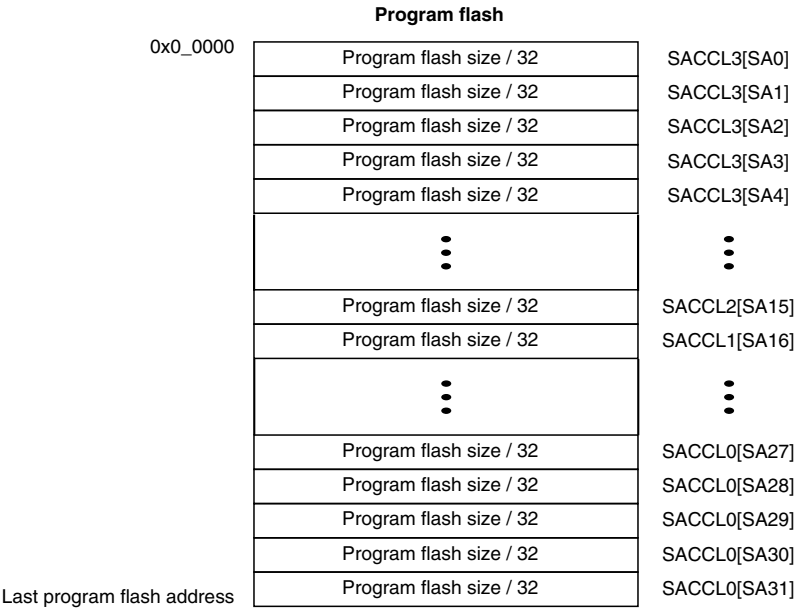 Program flash
0x0_0000
Program flash size / 32 SACCL3[SA0]
Program flash size / 32 SACCL3[SA1]
Program flash size / 32 SACCL3[SA2]
Program flash size / 32 SACCL3[SA3]
Program flash size / 32 SACCL3[SA4]
Program flash size / 32 SACCL2[SA15]
Program flash size / 32 SACCL1[SA16]
Program flash size / 32 SACCL0[SA27]
Program flash size / 32 SACCL0[SA28]
Program flash size / 32 SACCL0[SA29]
Program flash size / 32 SACCL0[SA30]
Program flash size / 32 SACCL0[SA31]
Last program flash address